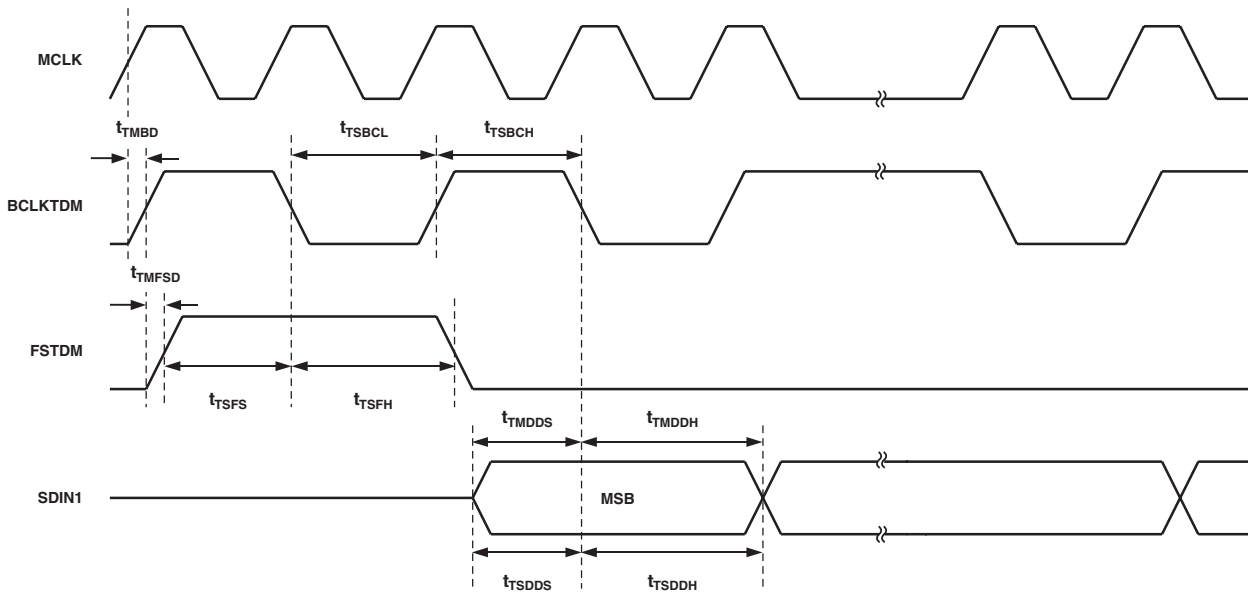 MCLK
tTMBD
tTSBCL
tTSBCH
BCLKTDM
tTMFSD
FSTDM
tTSFS
tTSFH
tTMDDS
tTMDDH
SDIN1
MSB
tTSDDS
tTSDDH